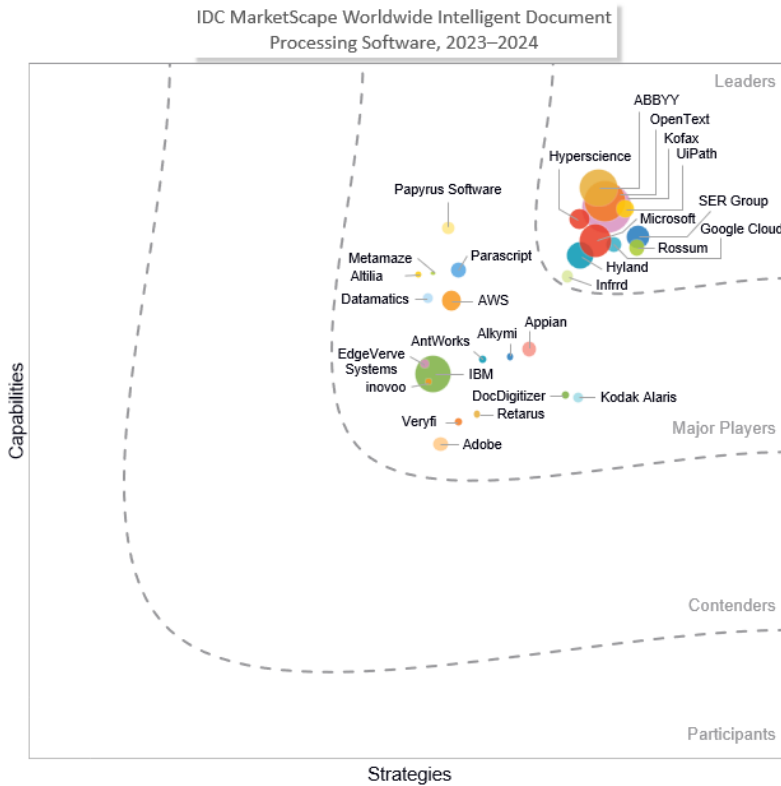 IDC MarketScape Worldwide Intelligent Document
Processing Software, 2023–2024
Leaders
ABBYY
OpenText
Kofax
UiPath
Hyperscience
SER Group
Papyrus Software
Microsoft
Google Cloud
Rossum
Metamaze
Parascript
Hyland
Altilia
Infrrd
Datamatics
AWS
Appian
Alkymi
AntWorks
EdgeVerve
Systems
IBM
inovoo
DocDigitizer
Kodak Alaris
Retarus
Veryfi
Major Players
Adobe
Capabilities
Contenders
Participants
Strategies